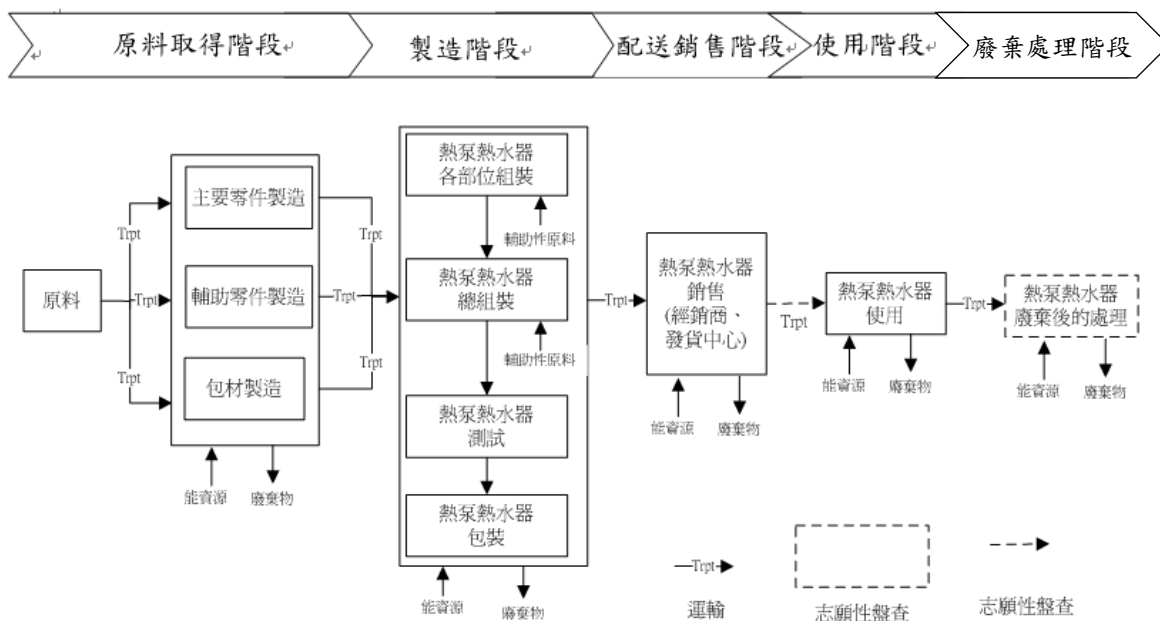 原料取得階段
製造階段
配送銷售階段
使用階段
廢棄處理階段
原料
Trpt
Trpt
Trpt
主要零件製造
輔助零件製造
包材製造
能資源
廢棄物
Trpt
Trpt
Trpt
熱泵熱水器
各部位組裝
輔助性原料
熱泵熱水器
總組裝
輔助性原料
熱泵熱水器
測試
熱泵熱水器
包裝
能資源
廢棄物
Trpt
熱泵熱水器
銷售
(經銷商、
發貨中心)
能資源
廢棄物
Trpt
熱泵熱水器
使用
能資源
廢棄物
Trpt
熱泵熱水器
廢棄後的處理
能資源
廢棄物
Trpt
運輸
志願性盤查
志願性盤查